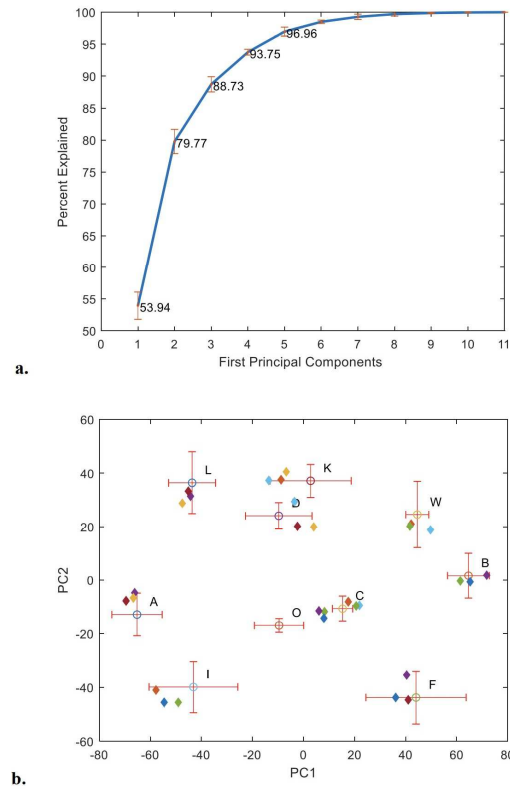 100
95
90
85
80
75
70
65
60
55
50
Percent Explained
96.96
93.75
88.73
79.77
53.94
0 1 2 3 4 5 6 7 8 9 10 11
First Principal Components
a.
60
40
20
0
-20
-40
-60
PC2
L
K
D
W
B
A
C
O
I
F
-80 -60 -40 -20 0 20 40 60 80
PC1
b.